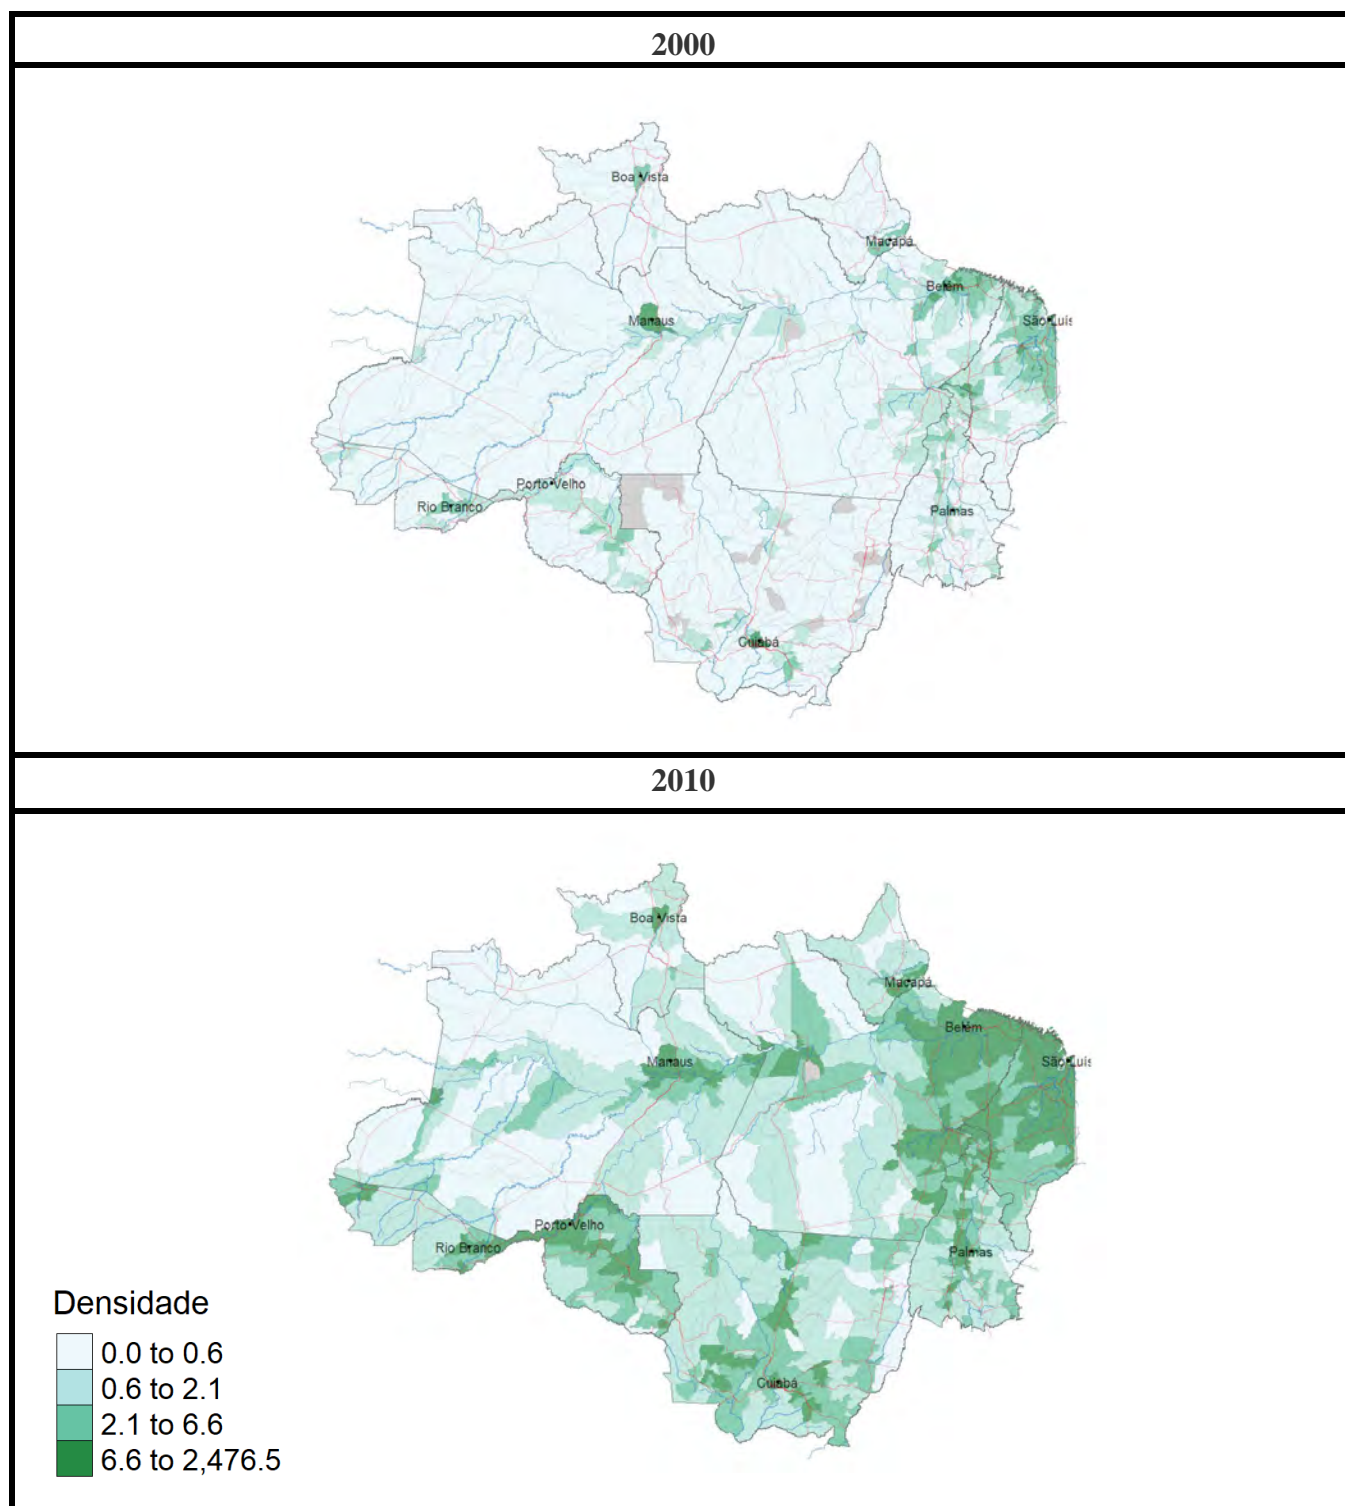 2000
Boa Vista
Macapá
Belém
São Luís
Manaus
Porto Velho
Rio Branco
Palmas
Cuiabá
2010
Boa Vista
Macapá
Belém
São Luís
Manaus
Porto Velho
Rio Branco
Palmas
Cuiabá
Densidade
0.0 to 0.6
0.6 to 2.1
2.1 to 6.6
6.6 to 2,476.5